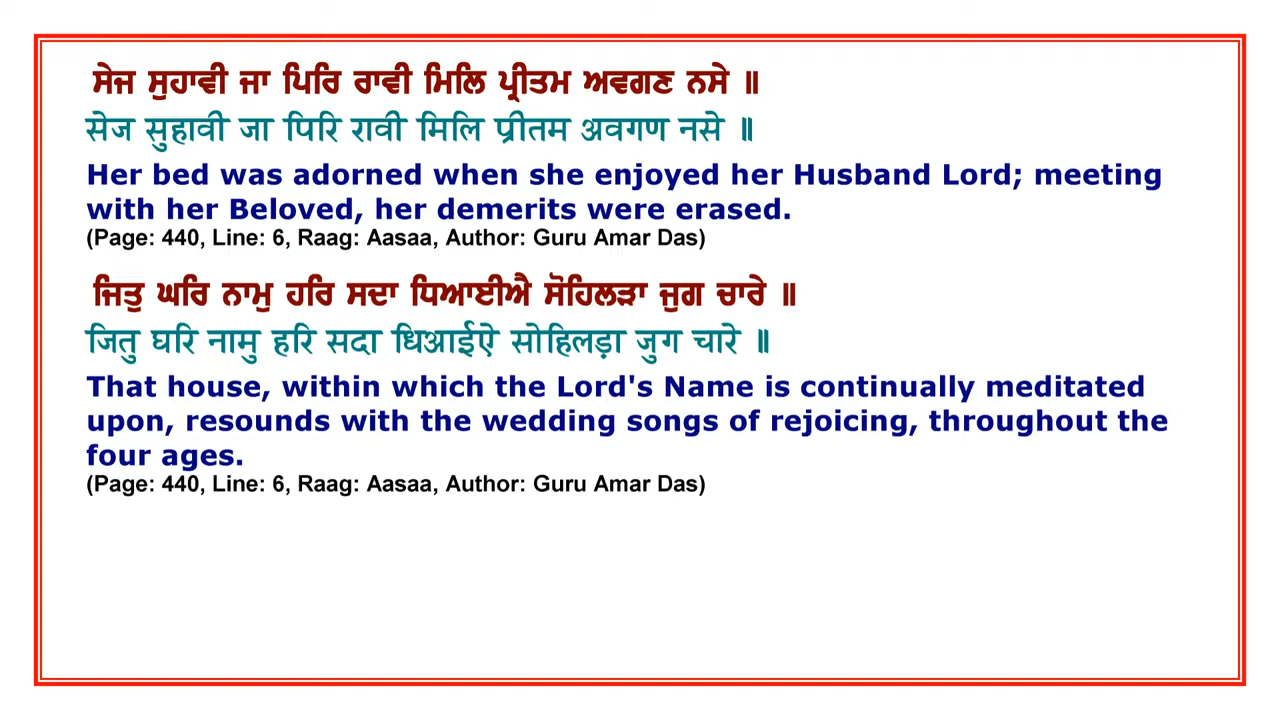 ਸੇਜ ਸੁਹਾਵੀ ਜਾ ਪਿਰਿ ਰਾਵੀ ਮਿਲਿ ਪ੍ਰੀਤਮ ਅਵਗਣ ਨਸੇ ॥
सेज सुहावी जा पिरि रावी मिलि प्रीतम अवगण नसे ॥
Her bed was adorned when she enjoyed her Husband Lord; meeting
with her Beloved, her demerits were erased.
(Page: 440, Line: 6, Raag: Aasaa, Author: Guru Amar Das)
ਜਿਤੁ ਘਰਿ ਨਾਮੁ ਹਰਿ ਸਦਾ ਧਿਆਈਐ ਸੋਹਿਲੜਾ ਜੁਗ ਚਾਰੇ ॥
जितु घरि नामु हरि सदा धिआईऐ सोहिलड़ा जुग चारे ॥
That house, within which the Lord's Name is continually meditated
upon, resounds with the wedding songs of rejoicing, throughout the
four ages.
(Page: 440, Line: 6, Raag: Aasaa, Author: Guru Amar Das)